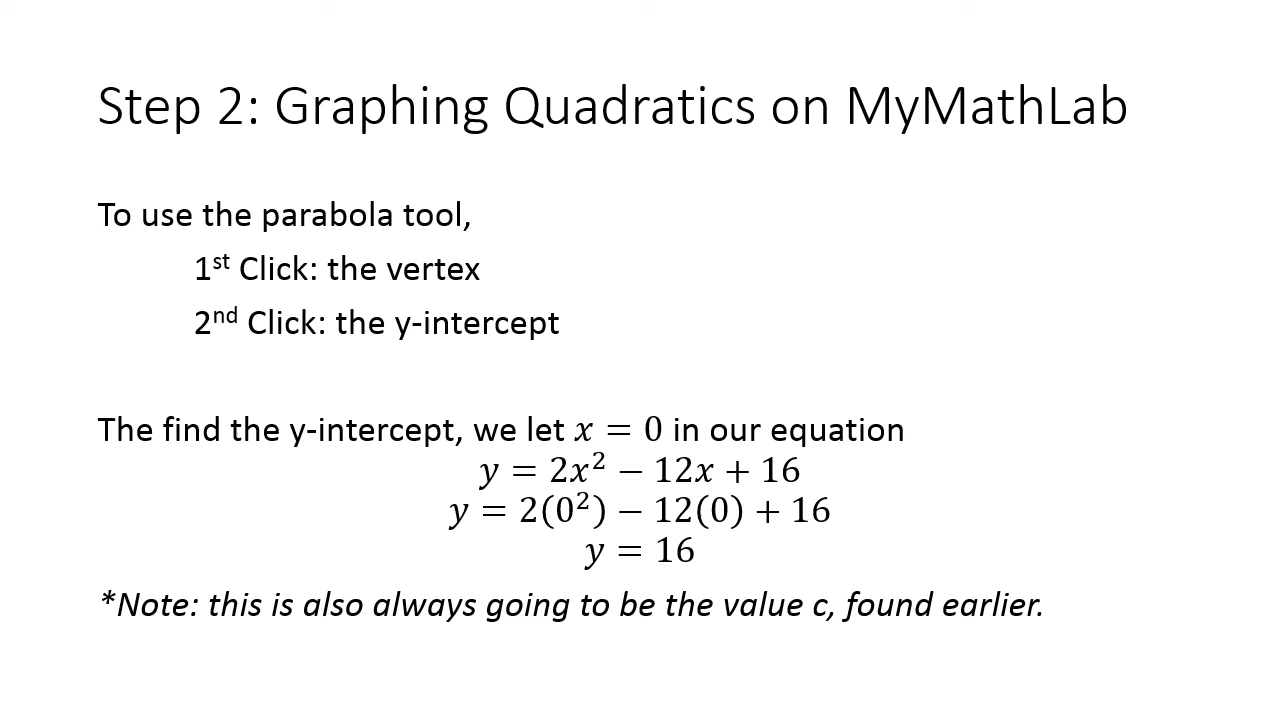 Step 2: Graphing Quadratics on MyMathLab
To use the parabola tool,
1st Click: the vertex
2nd Click: the y-intercept
The find the y-intercept, we let 𝑥 = 0 in our equation
𝑦 = 2𝑥² − 12𝑥 + 16
𝑦 = 2(0²) − 12(0) + 16
𝑦 = 16
*Note: this is also always going to be the value c, found earlier.